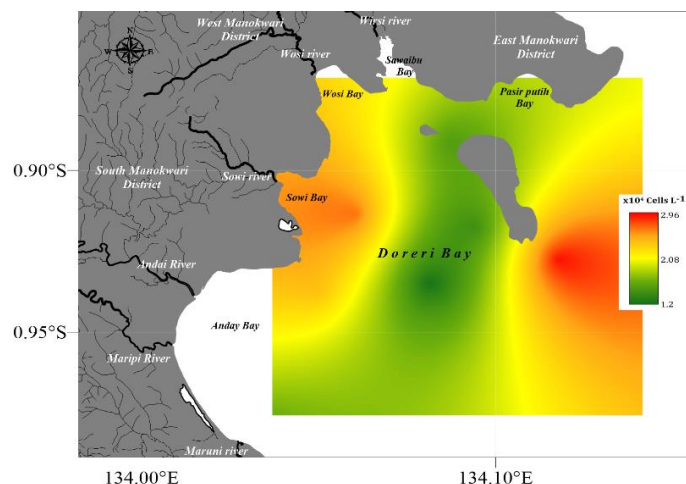 West Manokwari
District
Wirsi river
East Manokwari
District
N
W
E
S
Wosi river
Sawaibu
Bay
Wosi Bay
Pasir putih
Bay
0.90°S
South Manokwari
District
Sowi river
Sowi Bay
x10⁴ Cells L⁻¹
2.96
2.08
1.2
Doreri Bay
Andai River
0.95°S
Anday Bay
Maripi River
Maruni river
134.00°E
134.10°E